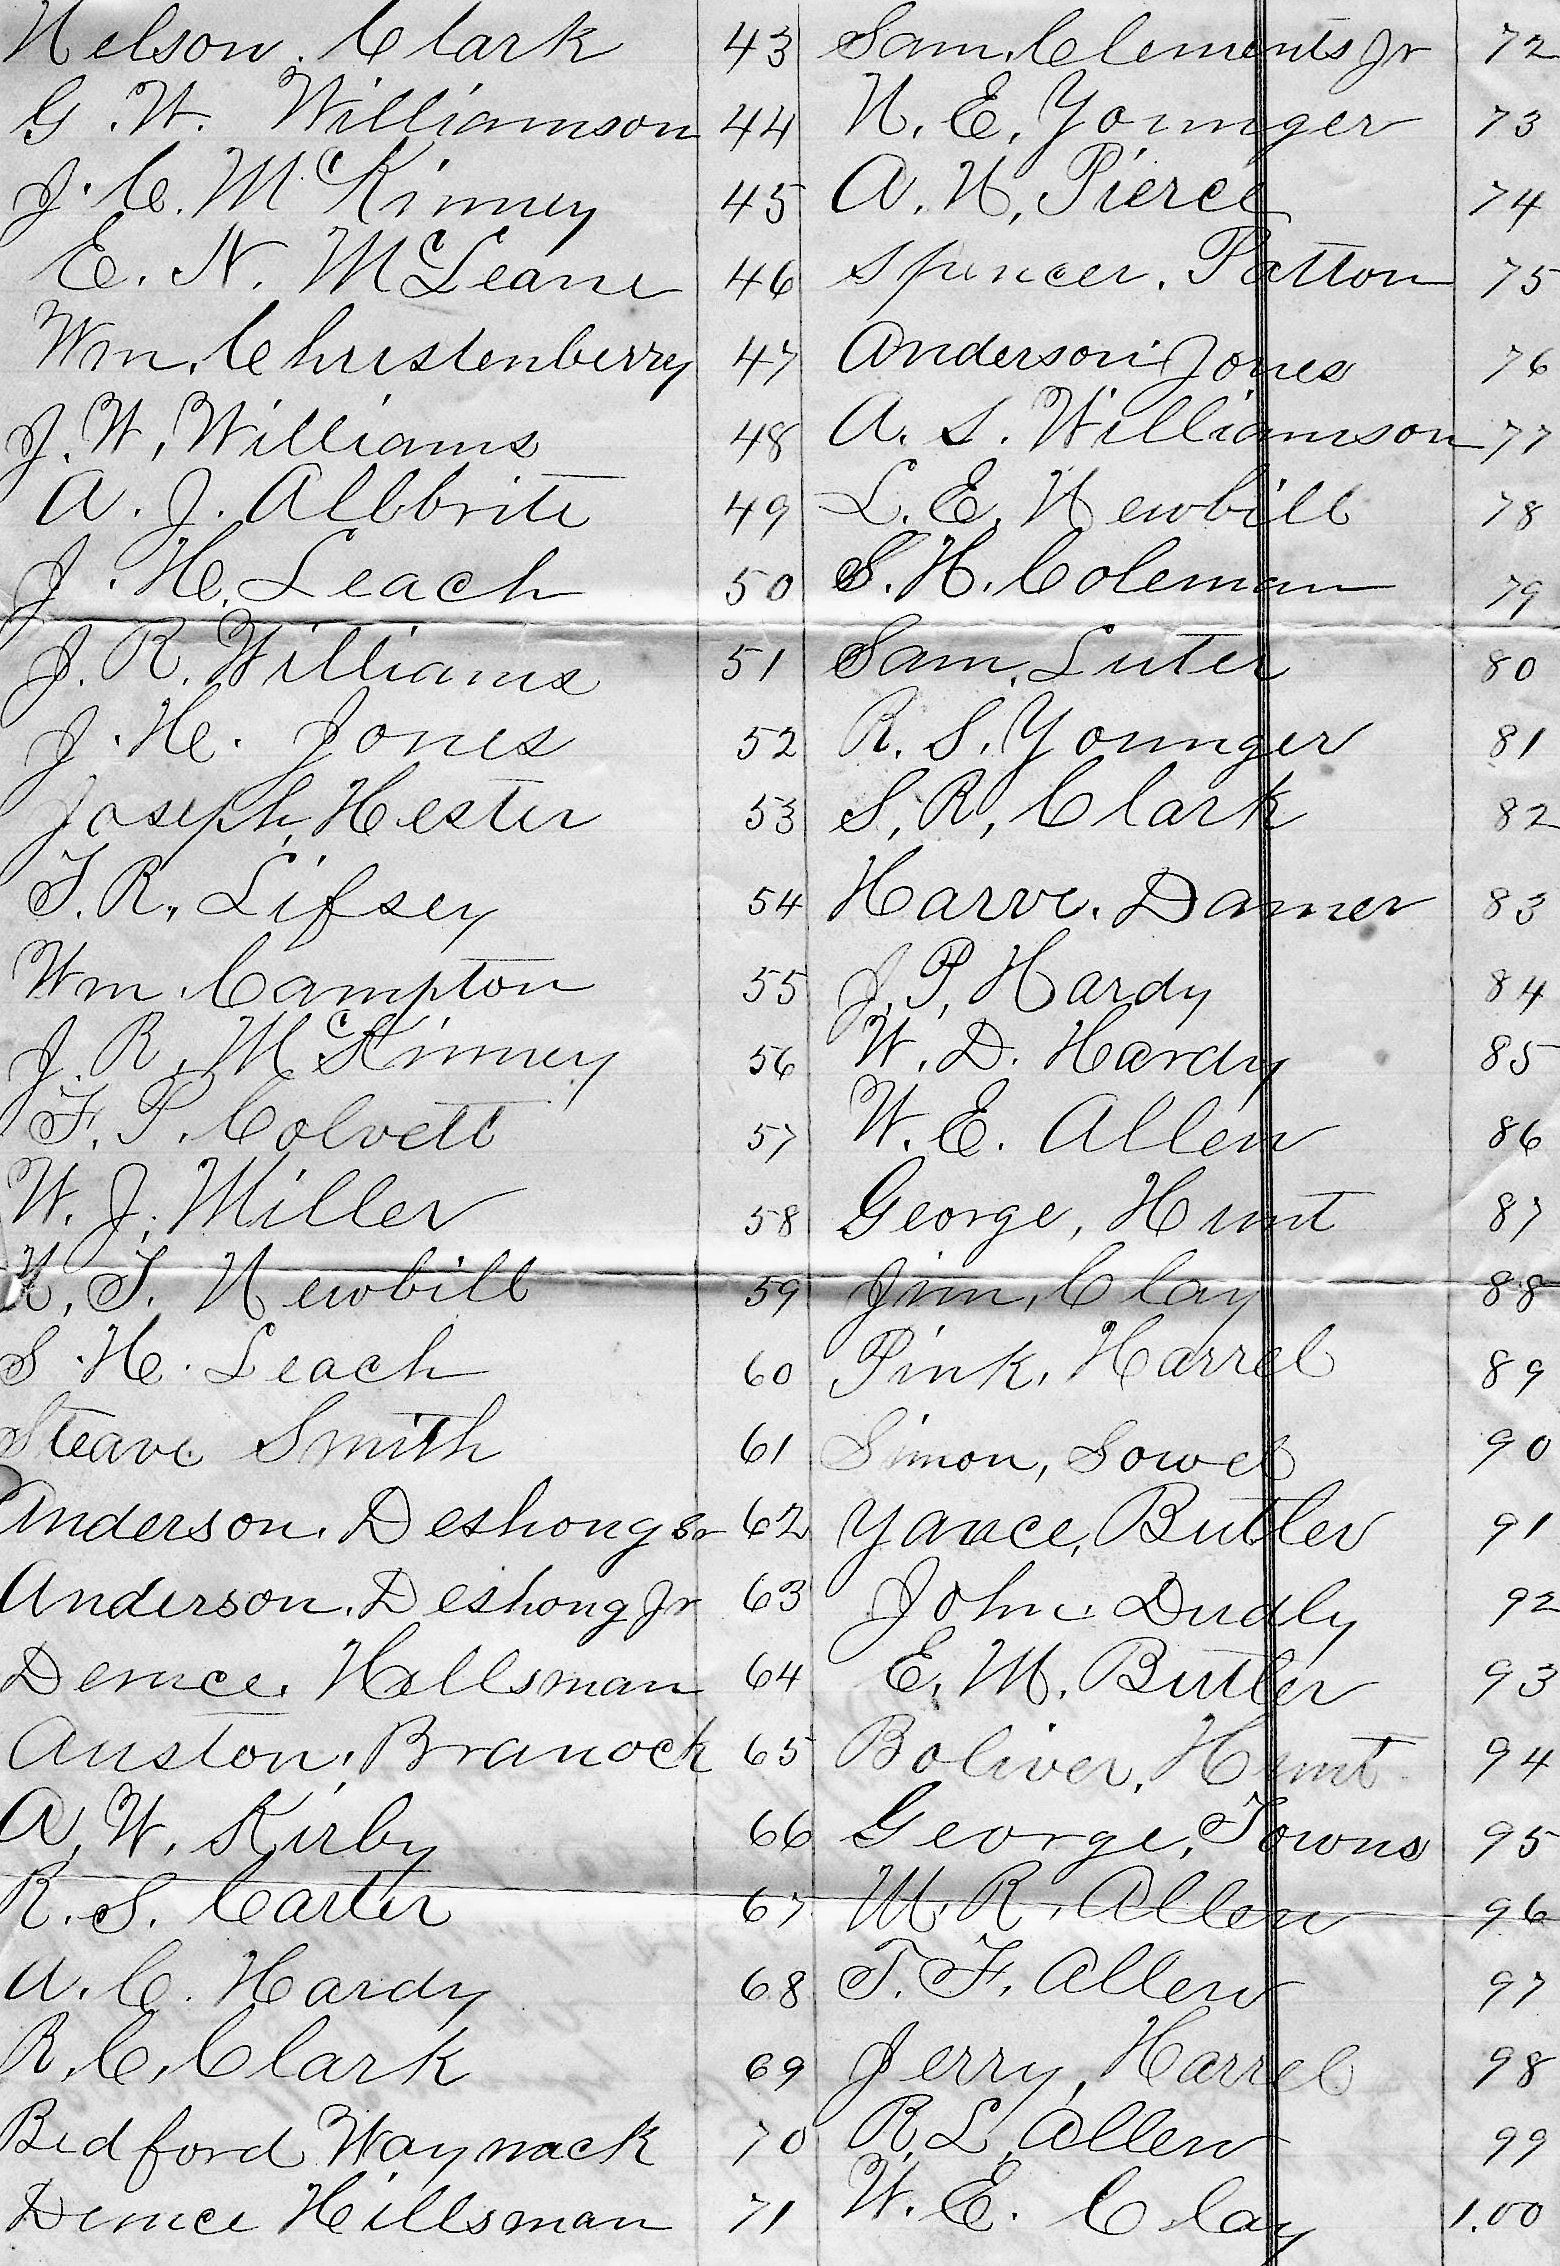 Nelson. Clark 43
G. W. Williamson 44
J. C. McKinney 45
E. N. McLeane 46
Wm. Christenberry 47
J. W. Williams 48
A. J. Allbrite 49
J. H. Leach 50
J. R. Williams 51
J. H. Jones 52
Joseph Hester 53
T. R. Lifsey 54
Wm. Campton 55
J. R. McKinney 56
F. P. Colvett 57
W. J. Miller 58
N. T. Newbill 59
S. H. Leach 60
Steave Smith 61
Anderson. Deshong Sr 62
Anderson. Deshong Jr 63
Denice. Hillsman 64
Auston, Branock 65
A. W. Kirby 66
R. S. Carter 67
A. C. Hardy 68
R. C. Clark 69
Bedford Waynack 70
Denice Hillsman 71
Sam. Clements Jr 72
N. E. Younger 73
A. N. Pierce 74
Spencer. Patton 75
Anderson Jones 76
A. S. Williamson 77
L. E. Newbill 78
S. H. Coleman 79
Sam. Luter 80
R. S. Younger 81
S. R. Clark 82
Harve. Damer 83
J. P. Hardy 84
W. D. Hardy 85
W. E. Allen 86
George, Hunt 87
Jim, Clay 88
Pink, Harrel 89
Simon, Sowel 90
Yance, Butler 91
John. Dudly 92
E. M. Butler 93
Boliver, Hunt 94
George, Towns 95
M. R. Allen 96
T. F. Allen 97
Jerry, Harrel 98
R. L. Allen 99
W. E. Clay 1.00